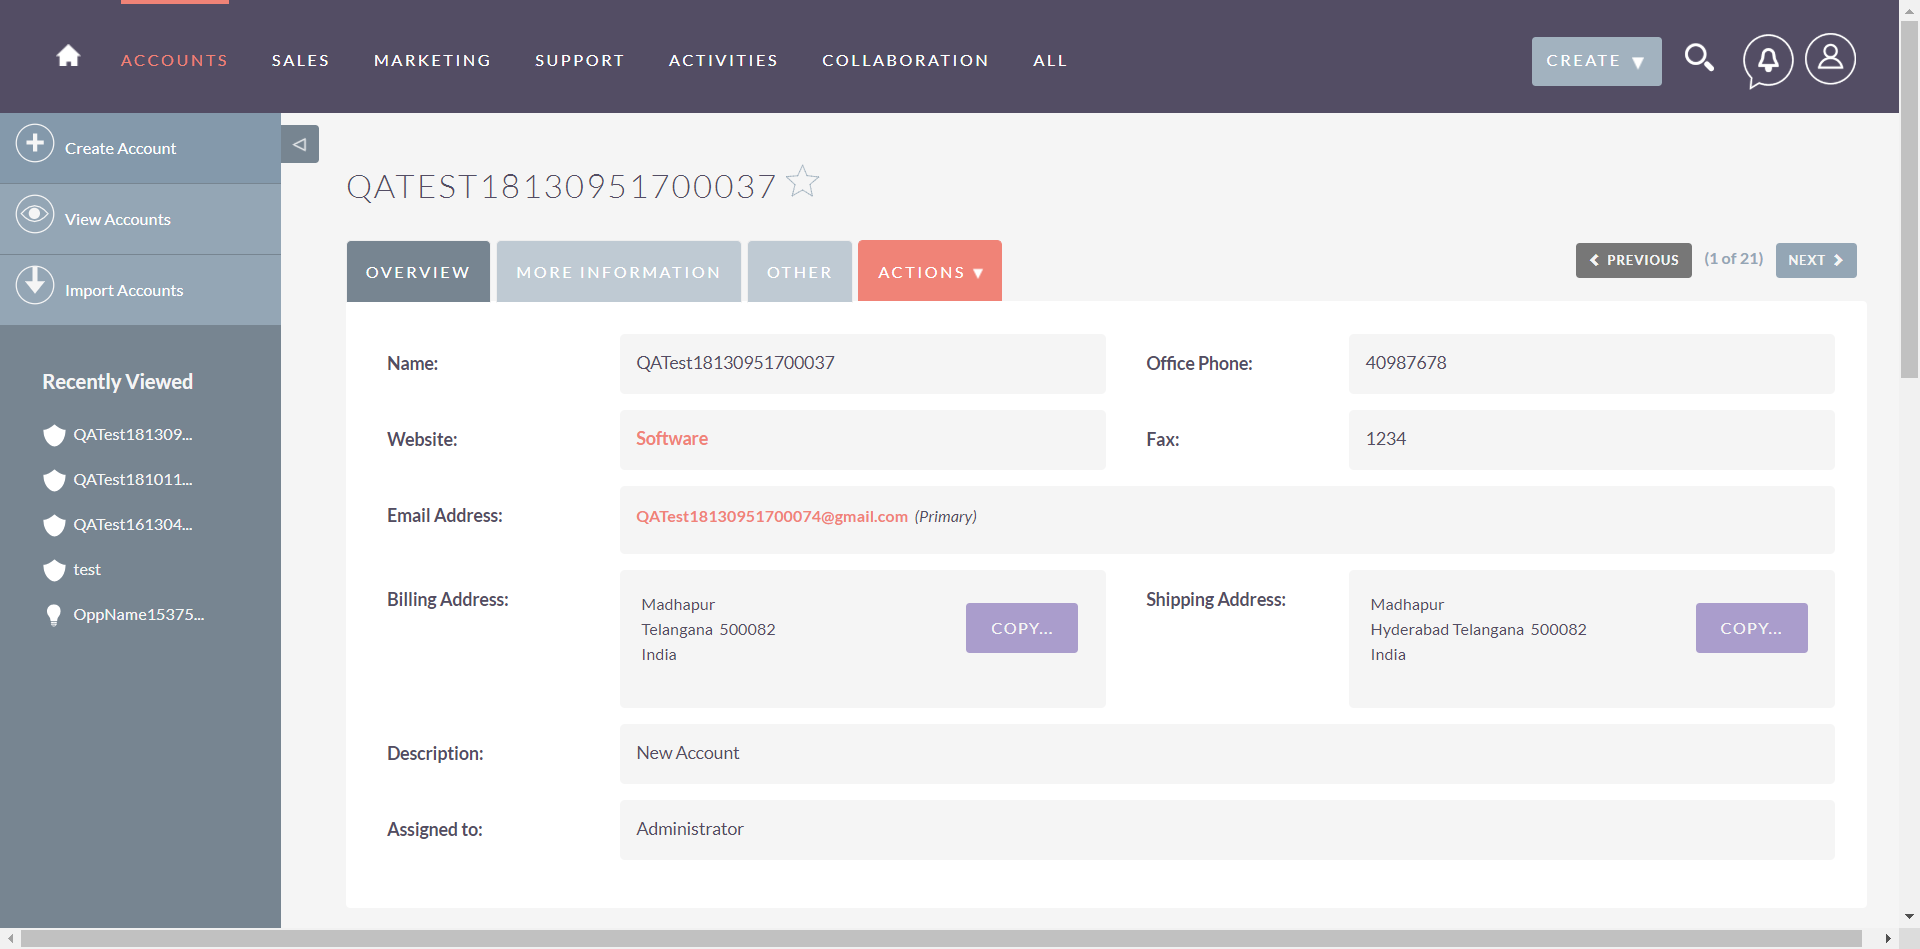 ACCOUNTS SALES MARKETING SUPPORT ACTIVITIES COLLABORATION ALL CREATE
Create Account
View Accounts
Import Accounts
Recently Viewed
QATest181309...
QATest181011...
QATest161304...
test
OppName15375...
QATEST18130951700037
OVERVIEW MORE INFORMATION OTHER ACTIONS
PREVIOUS (1 of 21) NEXT
Name: QATest18130951700037 Office Phone: 40987678
Website: Software Fax: 1234
Email Address: QATest18130951700074@gmail.com (Primary)
Billing Address:
Madhapur
Telangana 500082
India
COPY...
Shipping Address:
Madhapur
Hyderabad Telangana 500082
India
COPY...
Description: New Account
Assigned to: Administrator